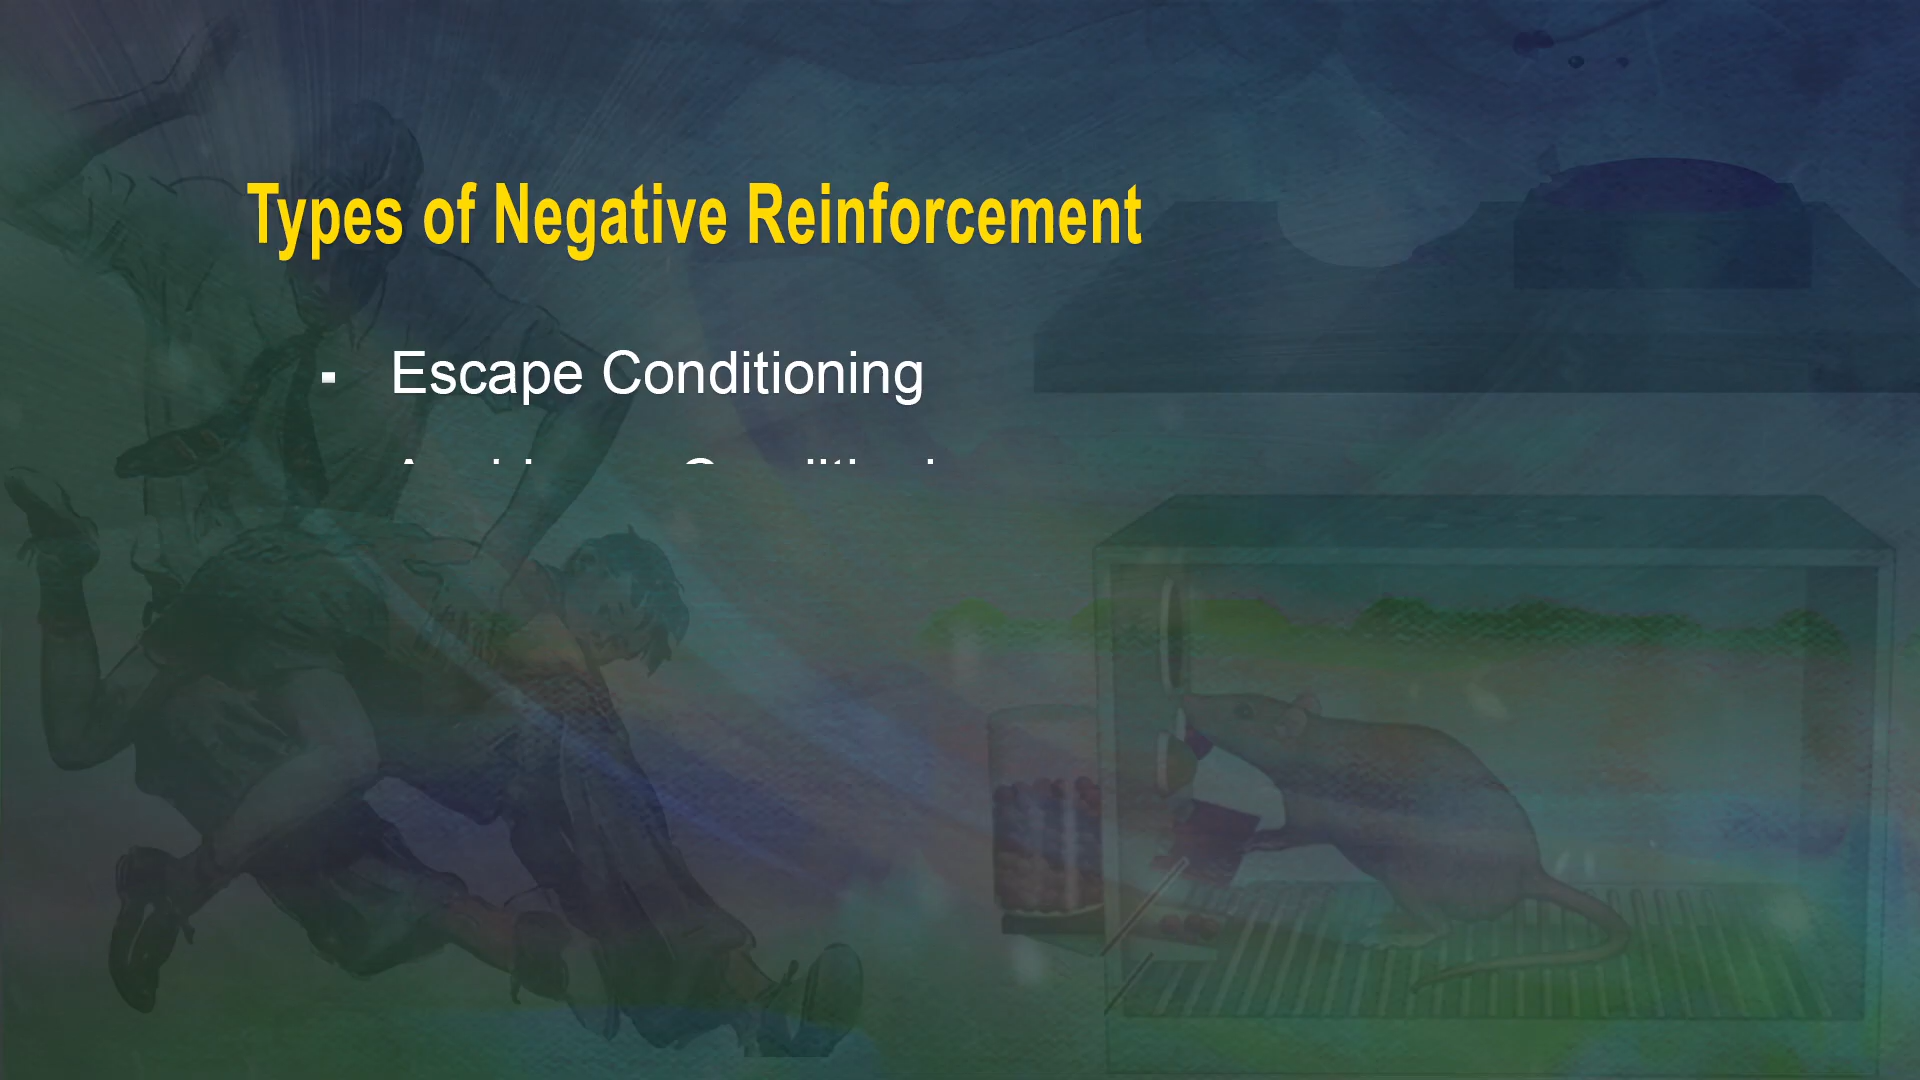 Types of Negative Reinforcement
▪ Escape Conditioning